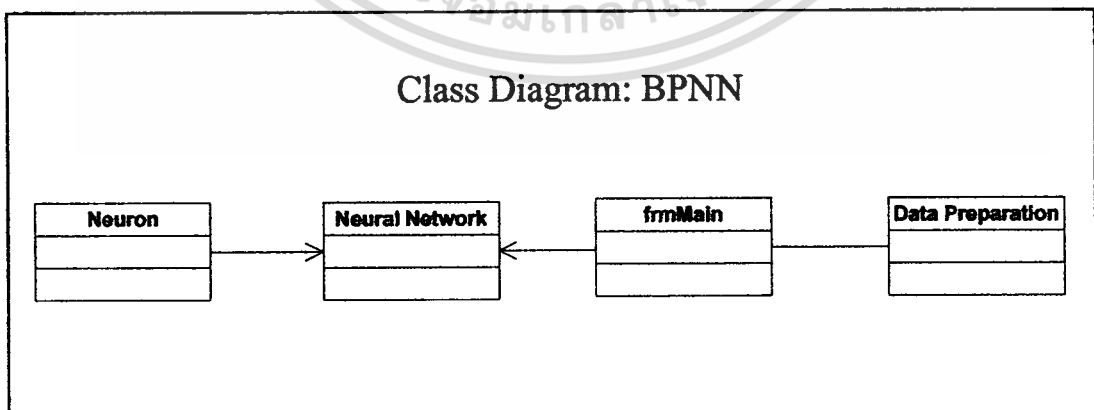 Class Diagram: BPNN
Neuron
Neural Network
frmMain
Data Preparation